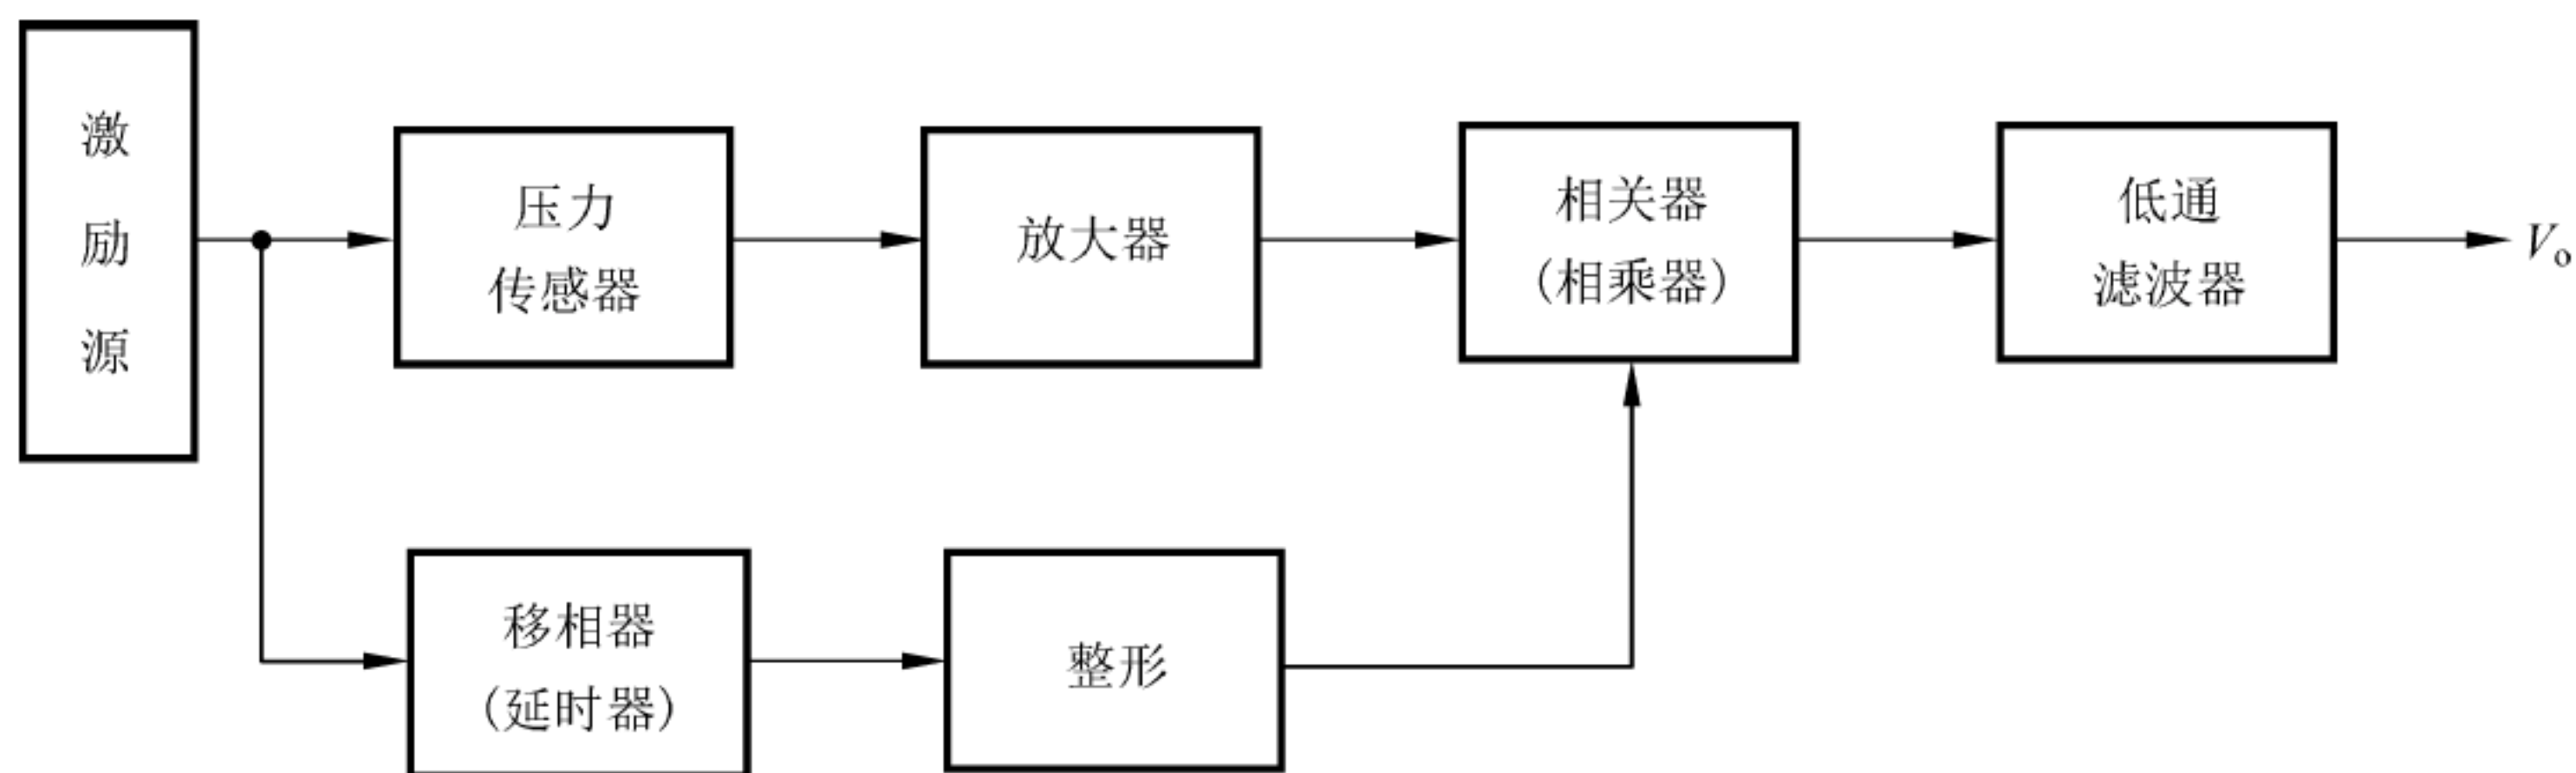 激
励
源
压力
传感器
放大器
相关器
(相乘器)
低通
滤波器
Vo
移相器
(延时器)
整形